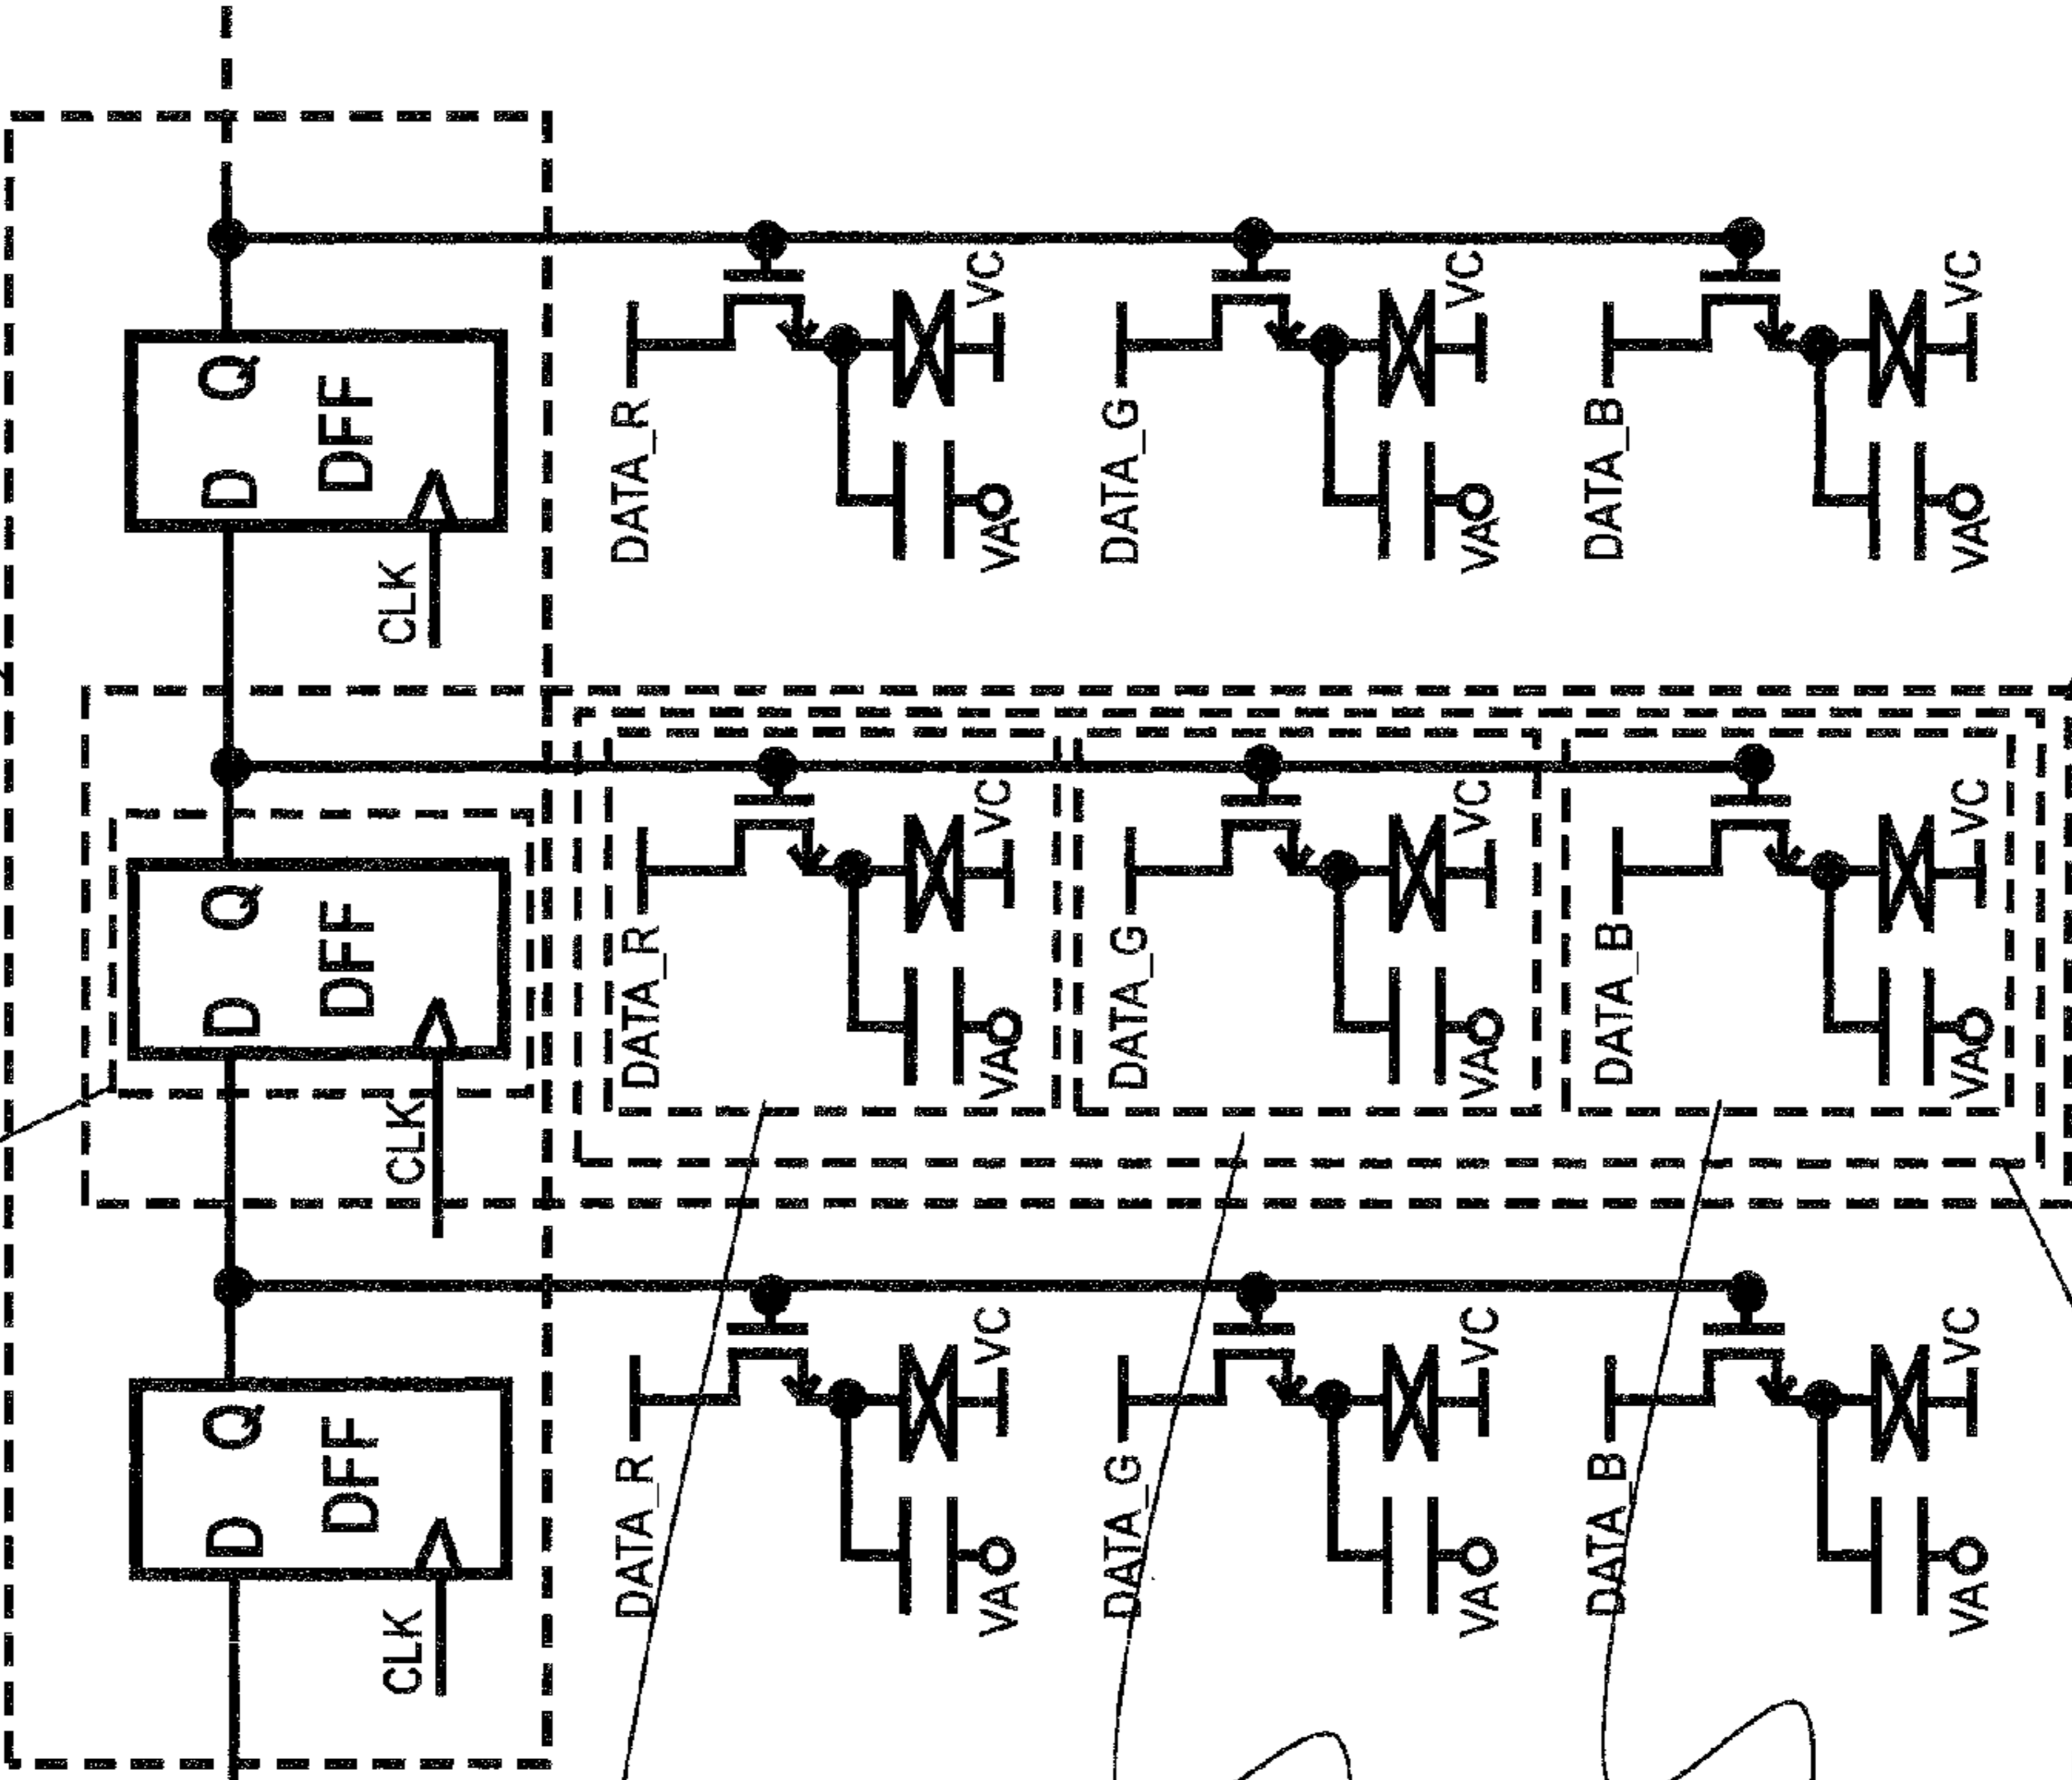 D Q
DFF
CLK
DATA_R
VA
VC
DATA_G
VA
VC
DATA_B
VA
VC
D Q
DFF
CLK
DATA_R
VA
VC
DATA_G
VA
VC
DATA_B
VA
VC
D Q
DFF
CLK
DATA_R
VA
VC
DATA_G
VA
VC
DATA_B
VA
VC